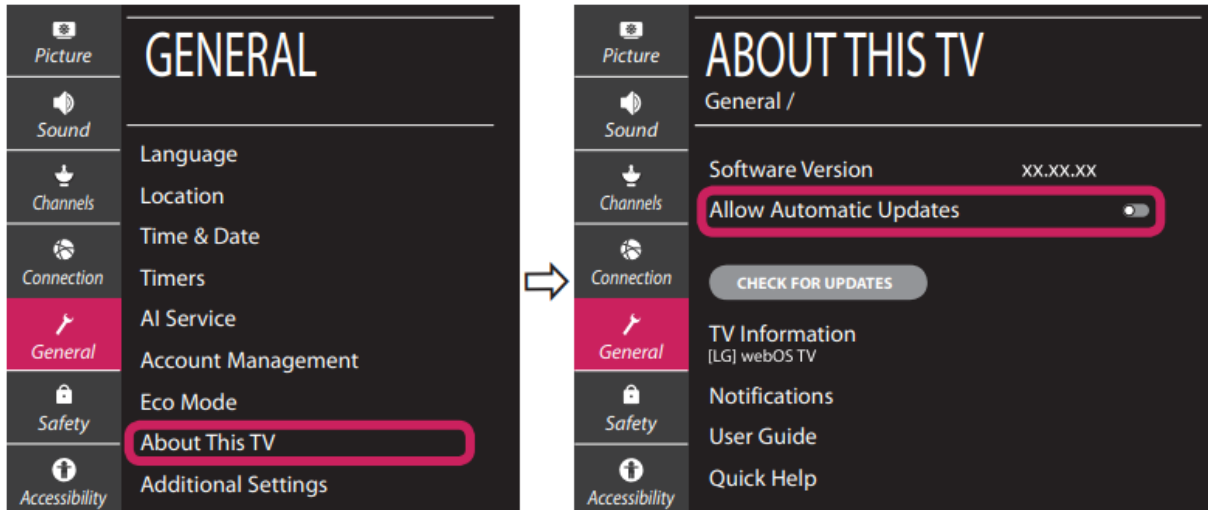 Picture
Sound
Channels
Connection
General
Safety
Accessibility
GENERAL
Language
Location
Time & Date
Timers
AI Service
Account Management
Eco Mode
About This TV
Additional Settings
Picture
Sound
Channels
Connection
General
Safety
Accessibility
ABOUT THIS TV
General /
Software Version xx.xx.xx
Allow Automatic Updates
CHECK FOR UPDATES
TV Information
[LG] webOS TV
Notifications
User Guide
Quick Help